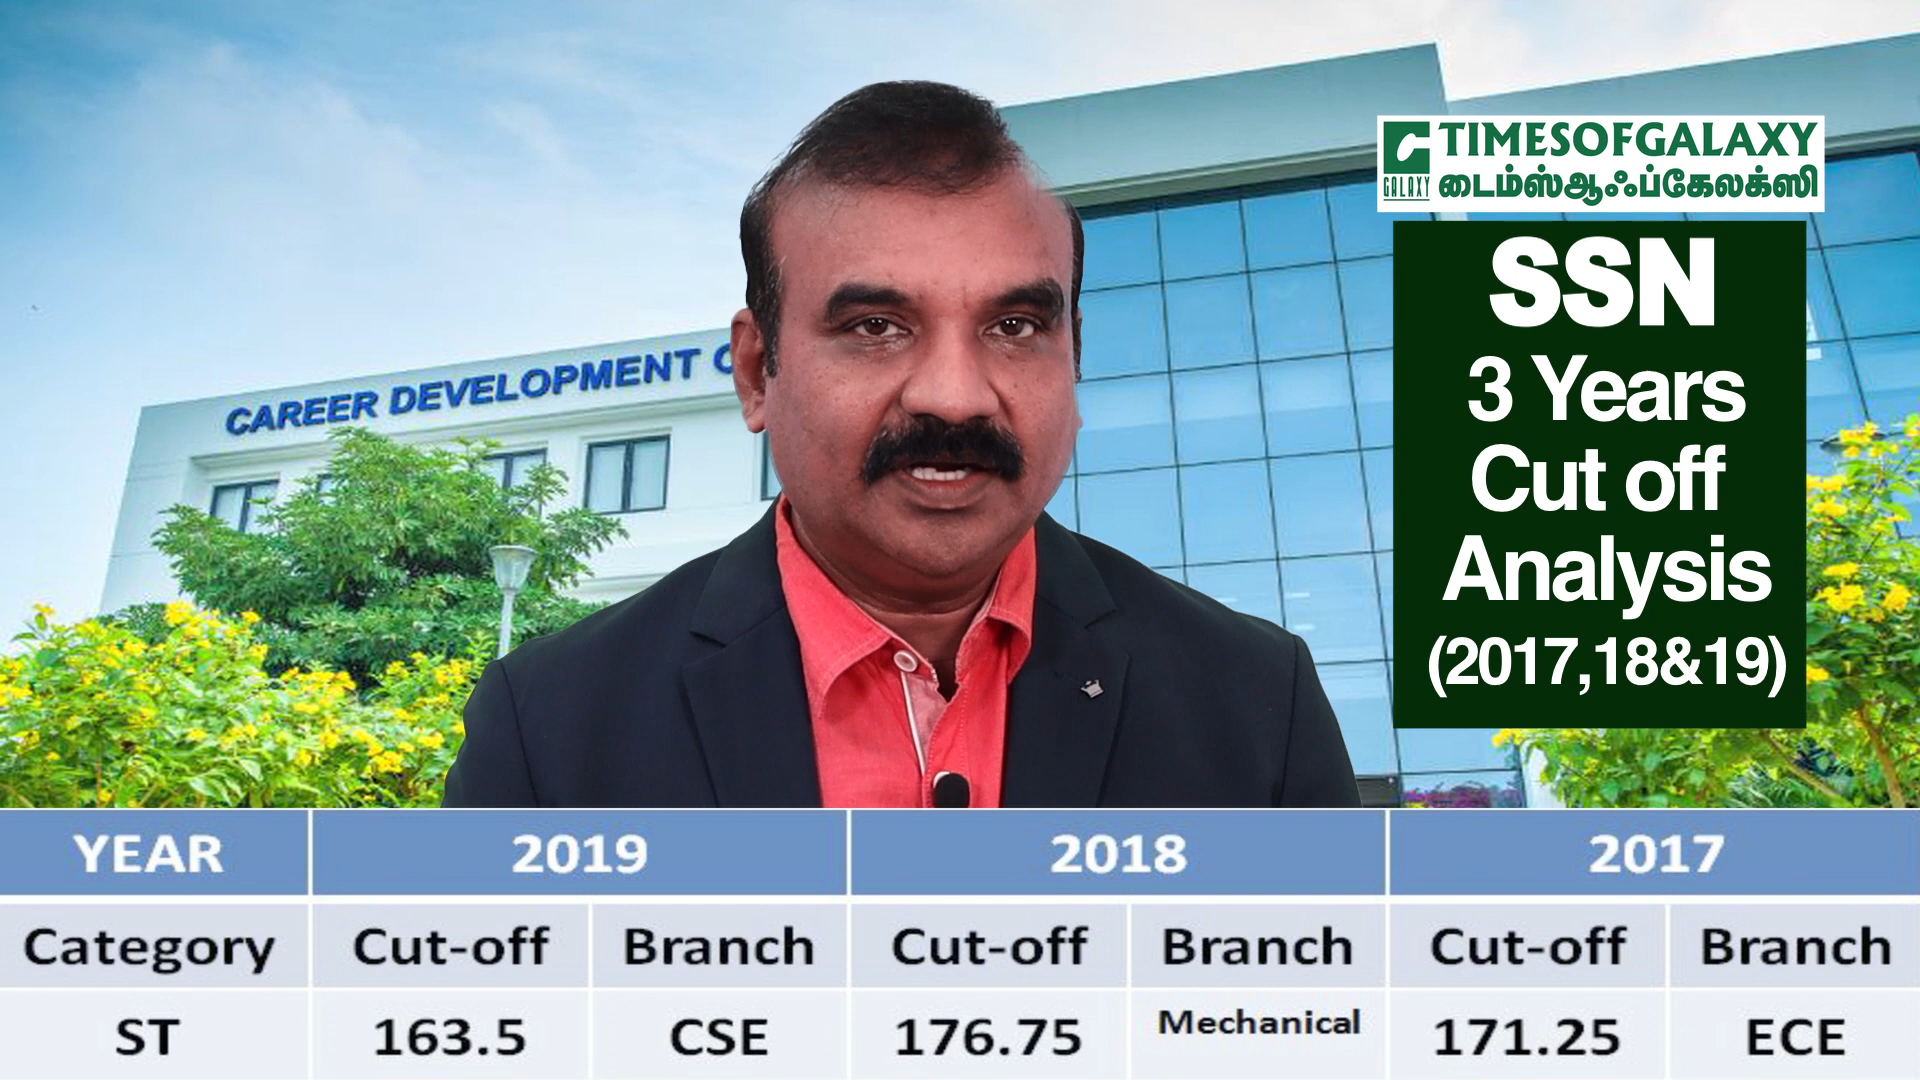 CAREER DEVELOPMENT C
GALAXY
TIMESOFGALAXY
டைம்ஸ்ஆஃப்கேலக்ஸி
SSN
3 Years
Cut off
Analysis
(2017,18&19)
YEAR 2019 2018 2017
Category Cut-off Branch Cut-off Branch Cut-off Branch
ST 163.5 CSE 176.75 Mechanical 171.25 ECE